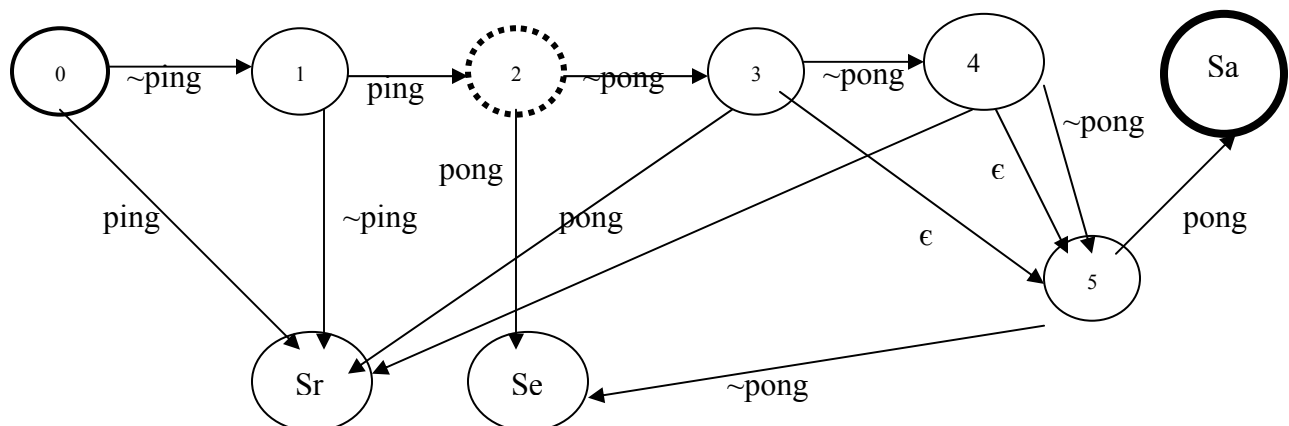 0 ~ping 1 ping 2 ~pong 3 ~pong 4 Sa
~pong
pong є
ping ~ping pong є pong
5
Sr Se ~pong